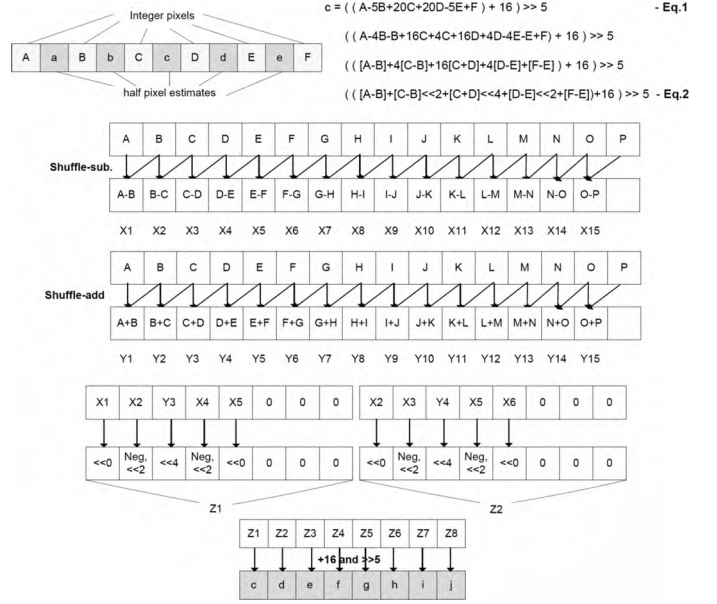 Integer pixels
A a B b C c D d E e F
half pixel estimates
c = ( ( A-5B+20C+20D-5E+F ) + 16 ) >> 5 - Eq.1
( ( A-4B-B+16C+4C+16D+4D-4E-E+F) + 16 ) >> 5
( ( [A-B]+4[C-B]+16[C+D]+4[D-E]+[F-E] ) + 16 ) >> 5
( ( [A-B]+[C-B]<<2+[C+D]<<4+[D-E]<<2+[F-E])+16 ) >> 5 - Eq.2
A B C D E F G H I J K L M N O P
Shuffle-sub.
A-B B-C C-D D-E E-F F-G G-H H-I I-J J-K K-L L-M M-N N-O O-P
X1 X2 X3 X4 X5 X6 X7 X8 X9 X10 X11 X12 X13 X14 X15
A B C D E F G H I J K L M N O P
Shuffle-add
A+B B+C C+D D+E E+F F+G G+H H+I I+J J+K K+L L+M M+N N+O O+P
Y1 Y2 Y3 Y4 Y5 Y6 Y7 Y8 Y9 Y10 Y11 Y12 Y13 Y14 Y15
X1 X2 Y3 X4 X5 0 0 0
<<0 Neg, <<2 <<4 Neg, <<2 <<0 0 0 0
Z1
X2 X3 Y4 X5 X6 0 0 0
<<0 Neg, <<2 <<4 Neg, <<2 <<0 0 0 0
Z2
Z1 Z2 Z3 Z4 Z5 Z6 Z7 Z8
+16 and >>5
c d e f g h i j